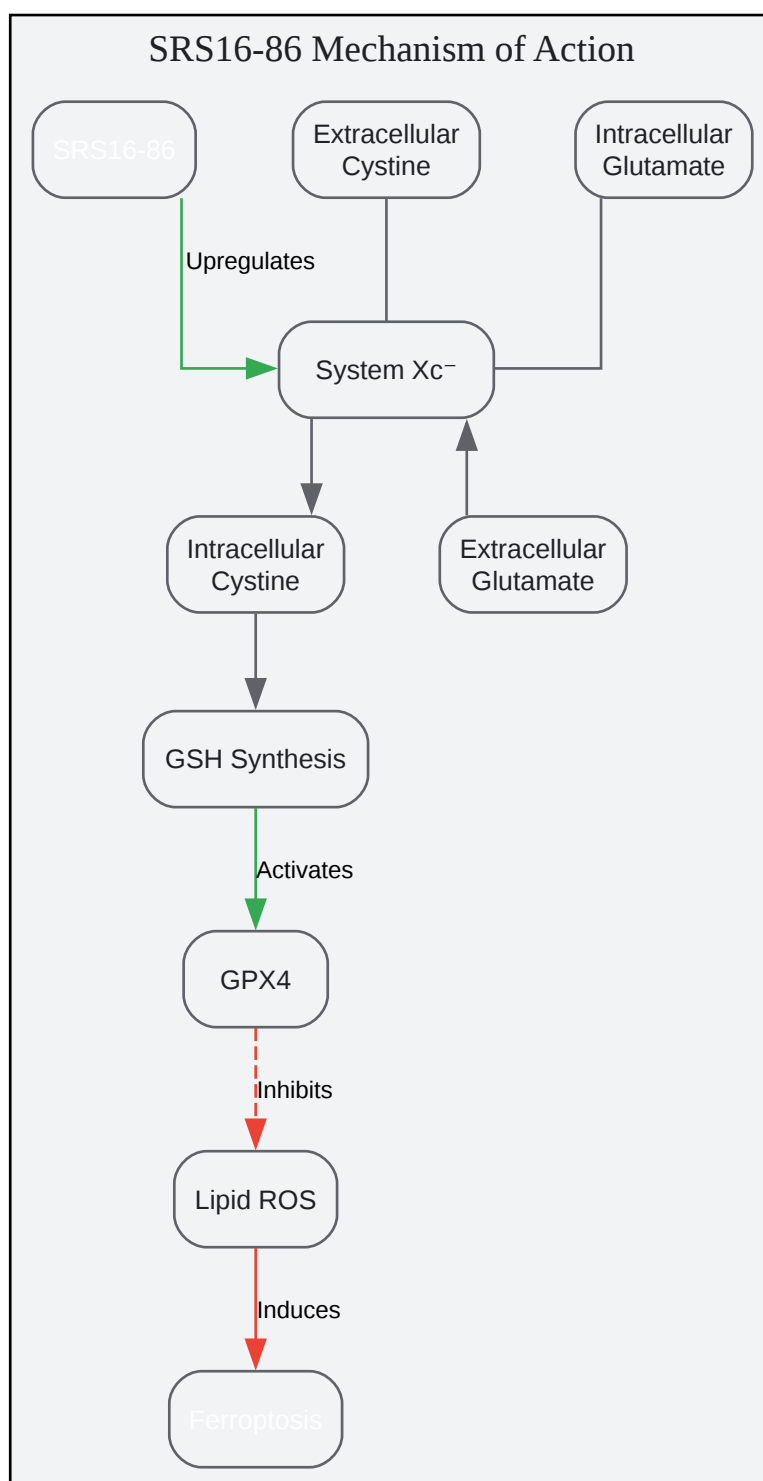 SRS16-86 Mechanism of Action
SRS16-86
Extracellular
Cystine
Intracellular
Glutamate
Upregulates
System Xc⁻
Intracellular
Cystine
Extracellular
Glutamate
GSH Synthesis
Activates
GPX4
Inhibits
Lipid ROS
Induces
Ferroptosis